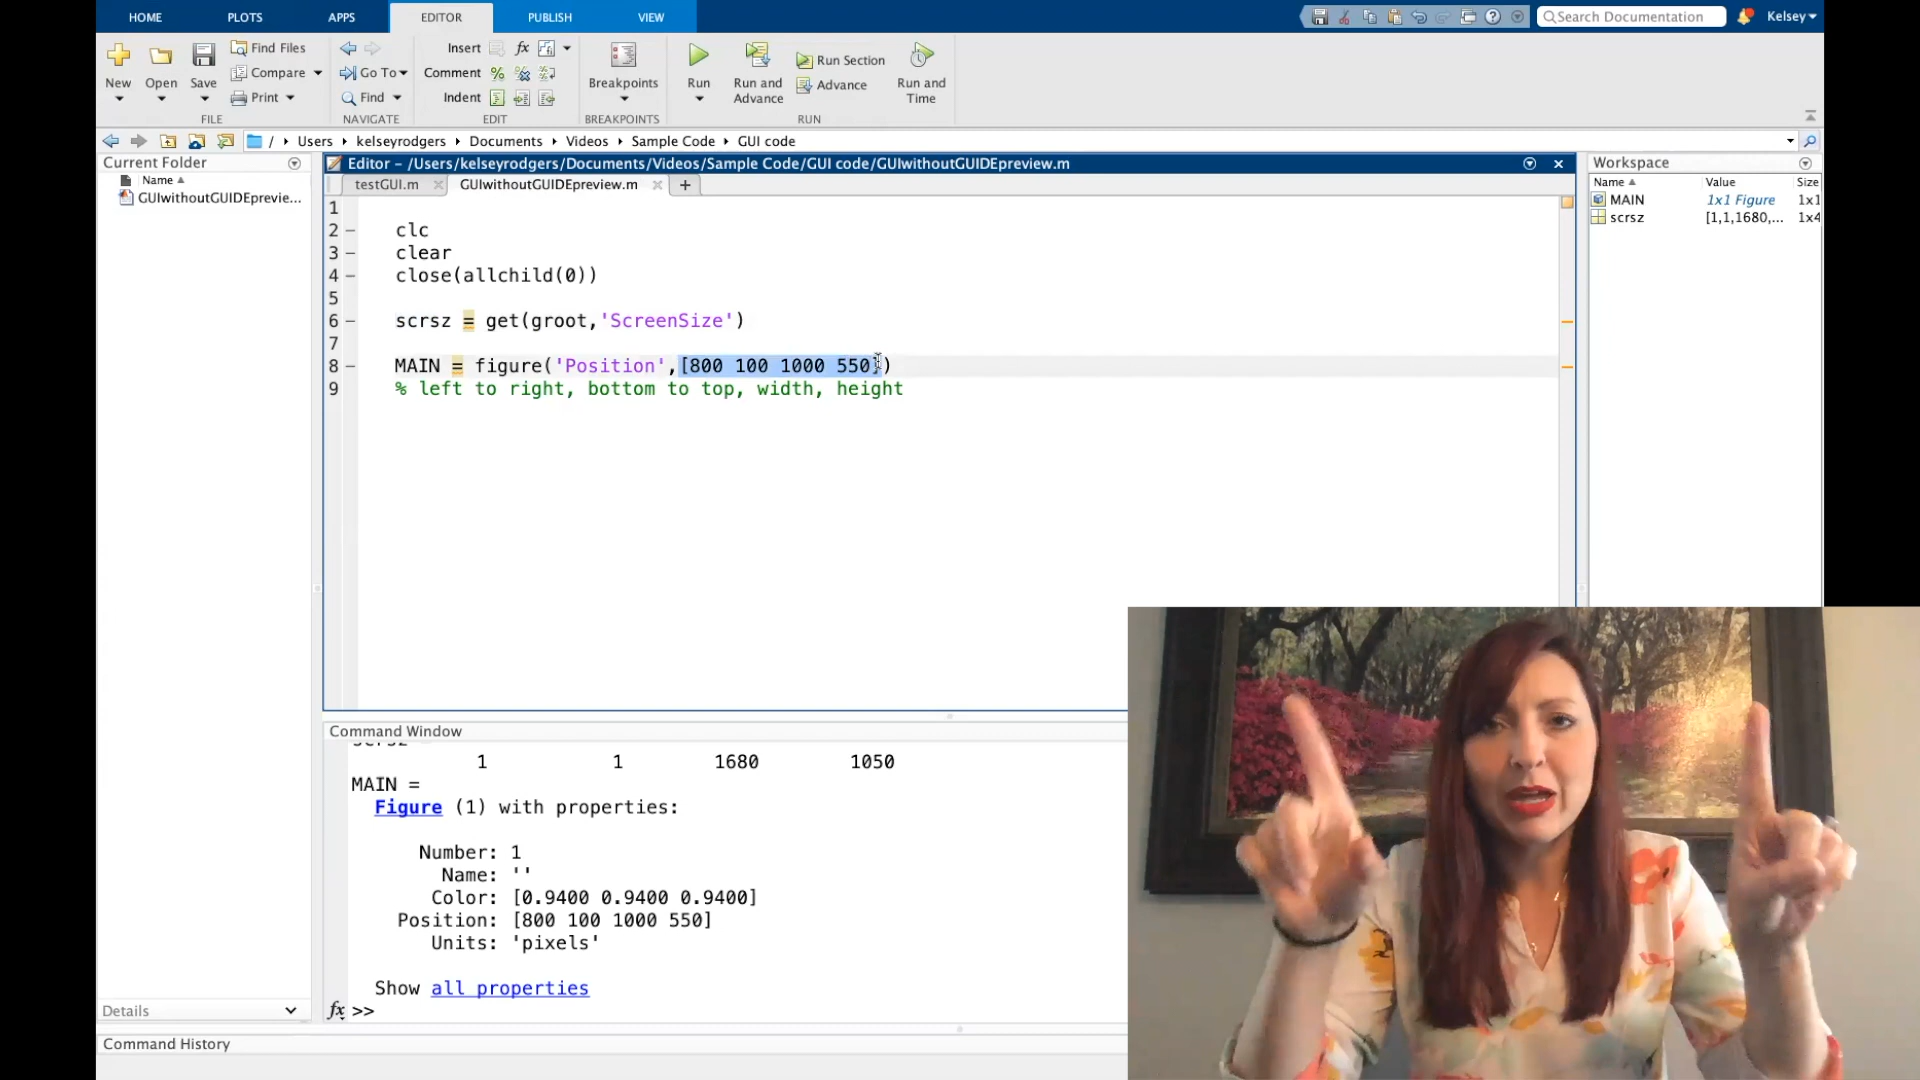 HOME PLOTS APPS EDITOR PUBLISH VIEW Search Documentation Kelsey
New Open Save Find Files Compare Print Go To Find Insert fx Comment Indent Breakpoints Run Run and Advance Run Section Advance Run and Time
FILE NAVIGATE EDIT BREAKPOINTS RUN
/ Users kelseyrodgers Documents Videos Sample Code GUI code
Current Folder
Name
GUIwithoutGUIDEprevie...
Editor – /Users/kelseyrodgers/Documents/Videos/Sample Code/GUI code/GUIwithoutGUIDEpreview.m
testGUI.m GUIwithoutGUIDEpreview.m +
1
2 – clc
3 – clear
4 – close(allchild(0))
5
6 – scrsz = get(groot,'ScreenSize')
7
8 – MAIN = figure('Position',[800 100 1000 550])
9 % left to right, bottom to top, width, height
Workspace
Name Value Size
MAIN 1x1 Figure 1x1
scrsz [1,1,1680,... 1x4
Command Window
scrsz =
1 1 1680 1050
MAIN =
Figure (1) with properties:
Number: 1
Name: ''
Color: [0.9400 0.9400 0.9400]
Position: [800 100 1000 550]
Units: 'pixels'
Show all properties
fx >>
Details
Command History